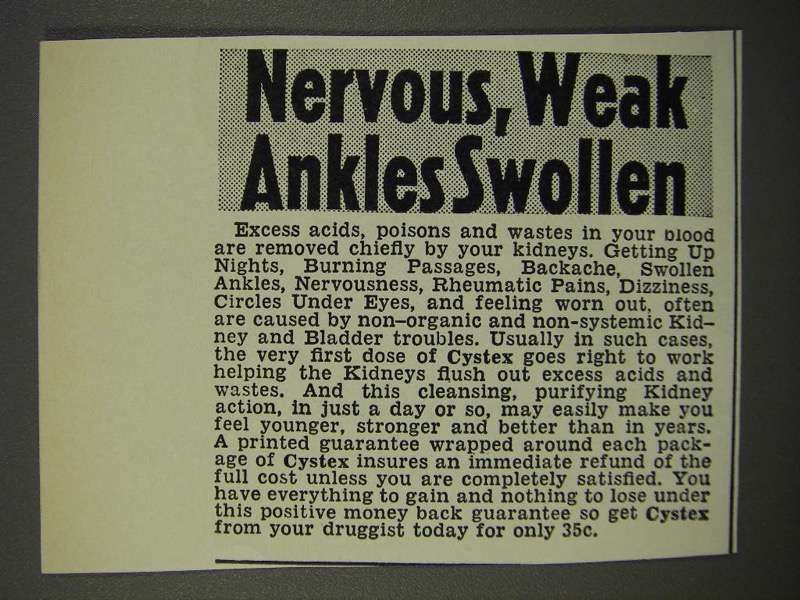 Nervous, Weak
Ankles Swollen
Excess acids, poisons and wastes in your blood
are removed chiefly by your kidneys. Getting Up
Nights, Burning Passages, Backache, Swollen
Ankles, Nervousness, Rheumatic Pains, Dizziness,
Circles Under Eyes, and feeling worn out, often
are caused by non-organic and non-systemic Kid-
ney and Bladder troubles. Usually in such cases,
the very first dose of Cystex goes right to work
helping the Kidneys flush out excess acids and
wastes. And this cleansing, purifying Kidney
action, in just a day or so, may easily make you
feel younger, stronger and better than in years.
A printed guarantee wrapped around each pack-
age of Cystex insures an immediate refund of the
full cost unless you are completely satisfied. You
have everything to gain and nothing to lose under
this positive money back guarantee so get Cystex
from your druggist today for only 35c.